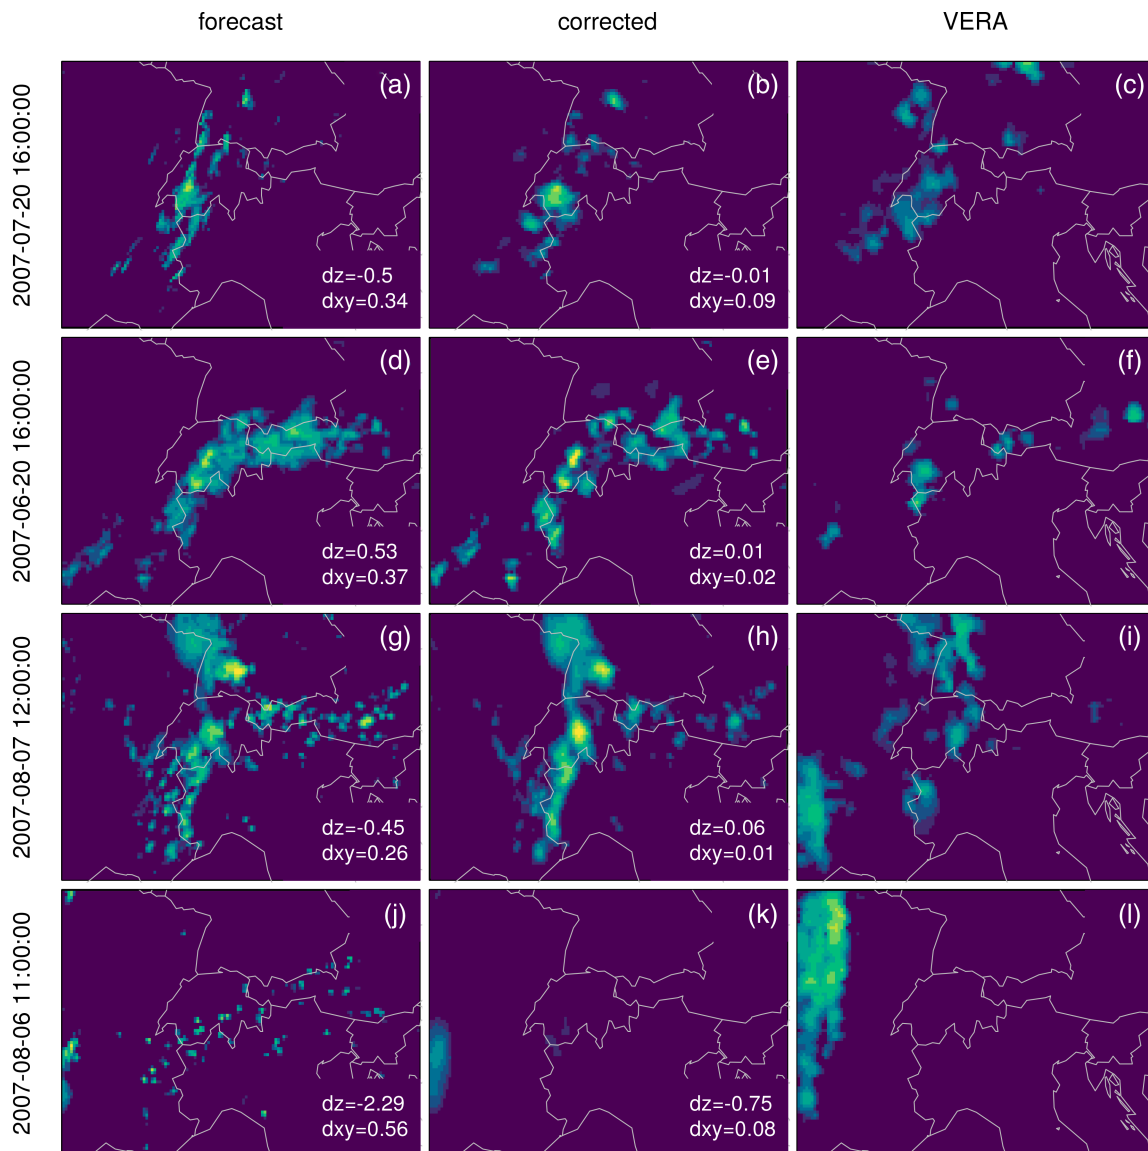 forecast corrected VERA
2007-07-20 16:00:00
(a) (b) (c)
dz=-0.5
dxy=0.34
dz=-0.01
dxy=0.09
2007-06-20 16:00:00
(d) (e) (f)
dz=0.53
dxy=0.37
dz=0.01
dxy=0.02
2007-08-07 12:00:00
(g) (h) (i)
dz=-0.45
dxy=0.26
dz=0.06
dxy=0.01
2007-08-06 11:00:00
(j) (k) (l)
dz=-2.29
dxy=0.56
dz=-0.75
dxy=0.08